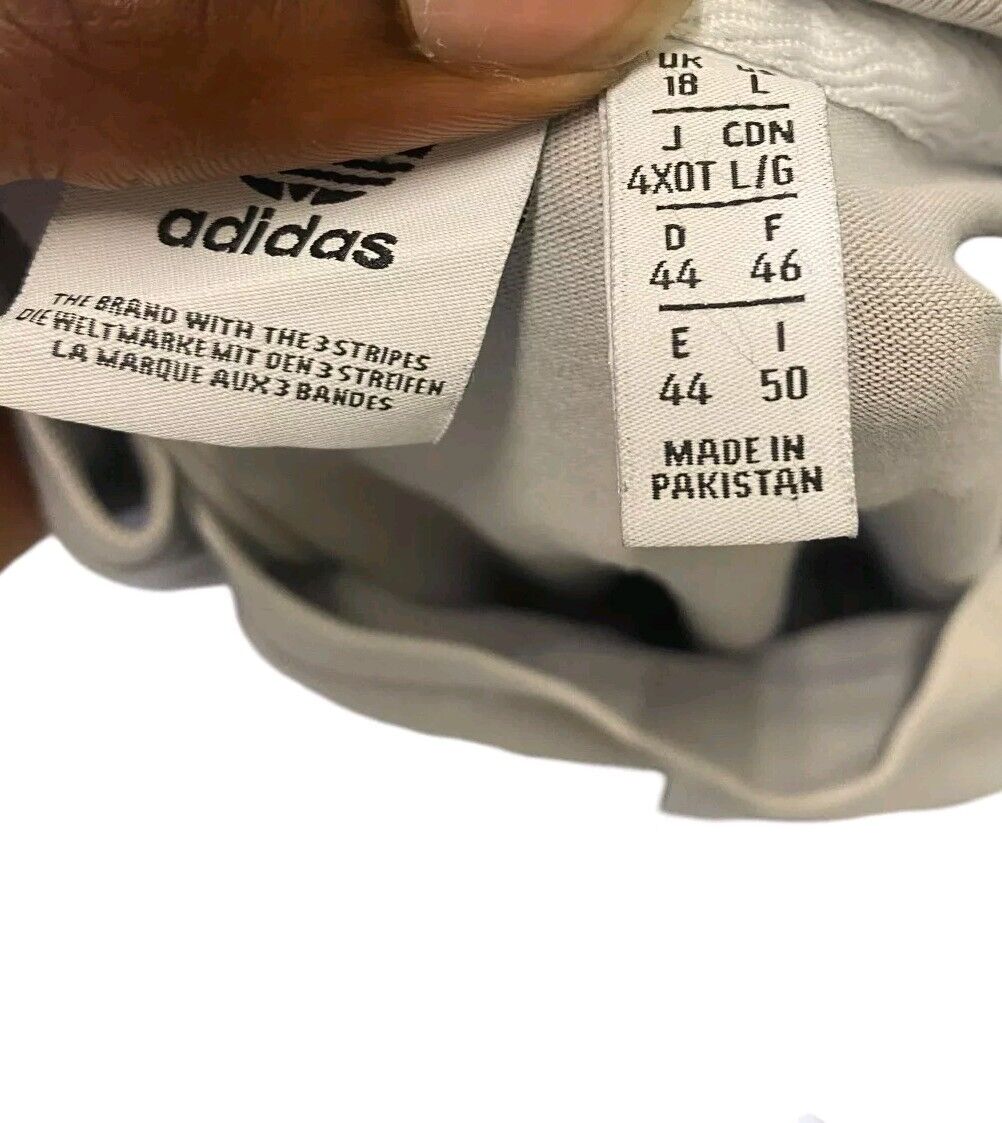 adidas
THE BRAND WITH THE 3 STRIPES
DIE WELTMARKE MIT DEN 3 STREIFEN
LA MARQUE AUX 3 BANDES
UK
18 L
J CDN
4XOT L/G
D F
44 46
E I
44 50
MADE IN
PAKISTAN